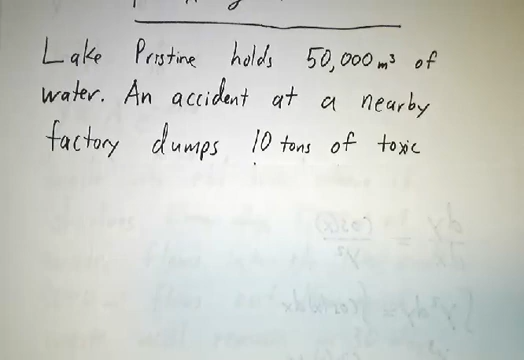 Lake Pristine holds 50,000 m³ of
water. An accident at a nearby
factory dumps 10 tons of toxic